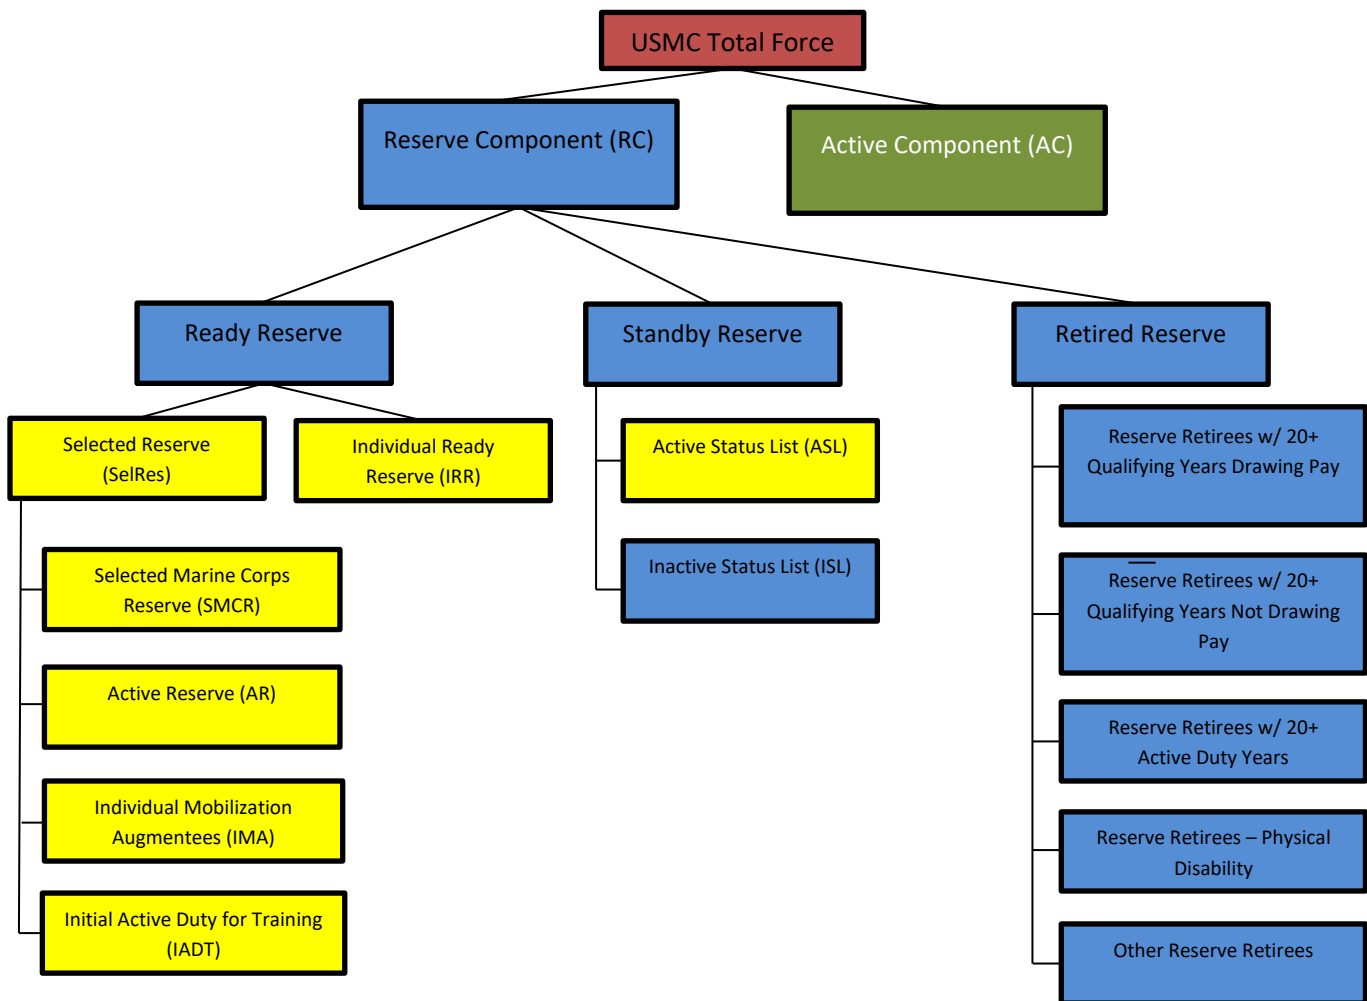 USMC Total Force
Reserve Component (RC)
Active Component (AC)
Ready Reserve
Standby Reserve
Retired Reserve
Selected Reserve
(SelRes)
Individual Ready
Reserve (IRR)
Selected Marine Corps
Reserve (SMCR)
Active Reserve (AR)
Individual Mobilization
Augmentees (IMA)
Initial Active Duty for Training
(IADT)
Active Status List (ASL)
Inactive Status List (ISL)
Reserve Retirees w/ 20+
Qualifying Years Drawing Pay
Reserve Retirees w/ 20+
Qualifying Years Not Drawing
Pay
Reserve Retirees w/ 20+
Active Duty Years
Reserve Retirees – Physical
Disability
Other Reserve Retirees